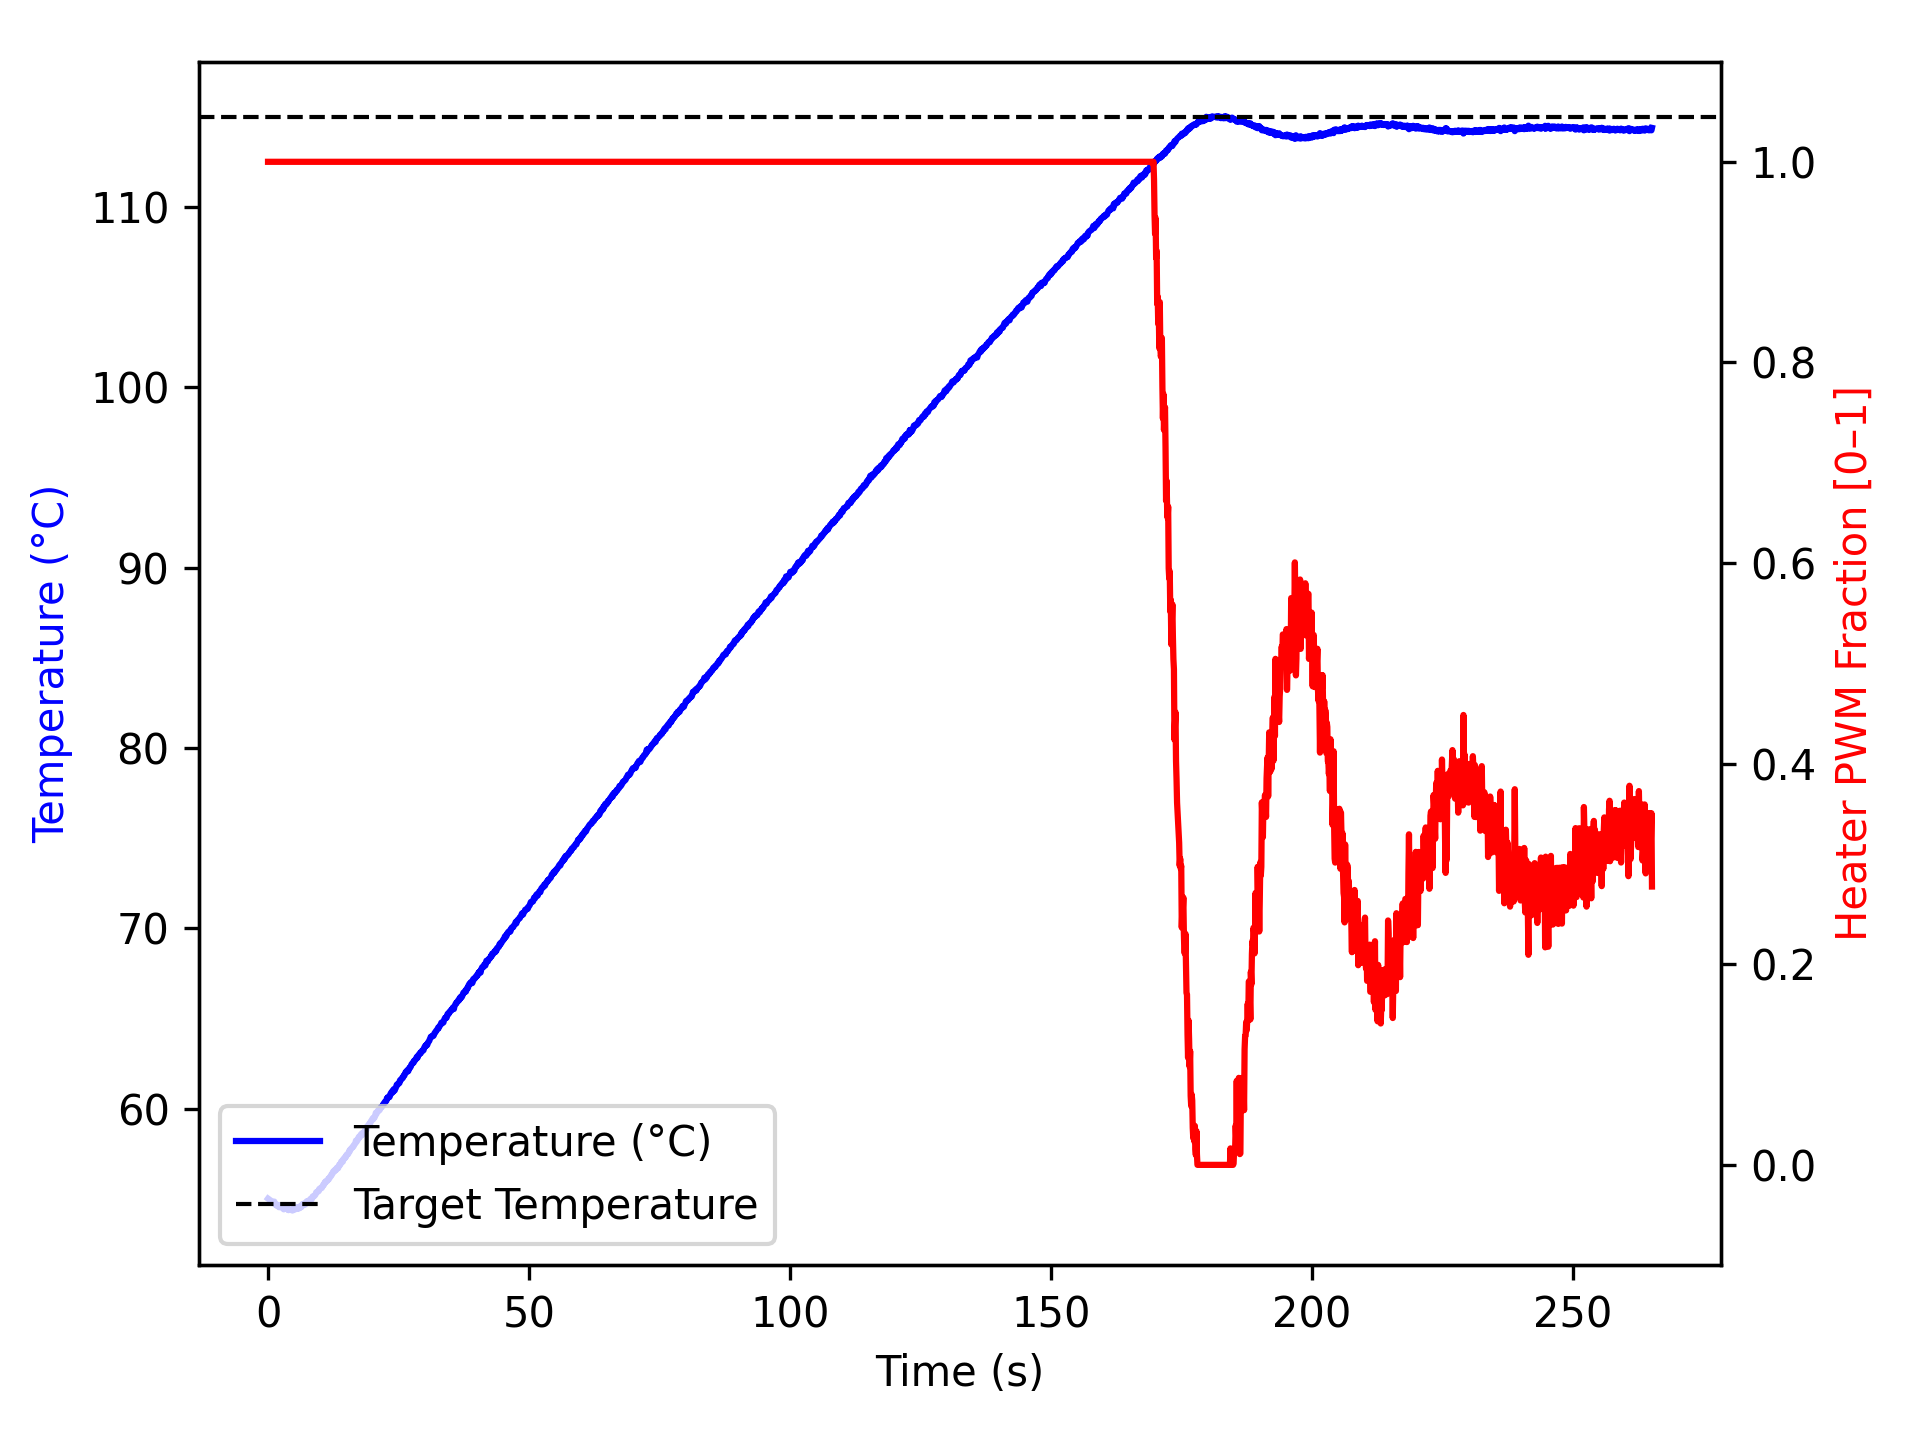 110
100
90
80
70
60
Temperature (°C)
1.0
0.8
0.6
0.4
0.2
0.0
Heater PWM Fraction [0–1]
Temperature (°C)
Target Temperature
0 50 100 150 200 250
Time (s)